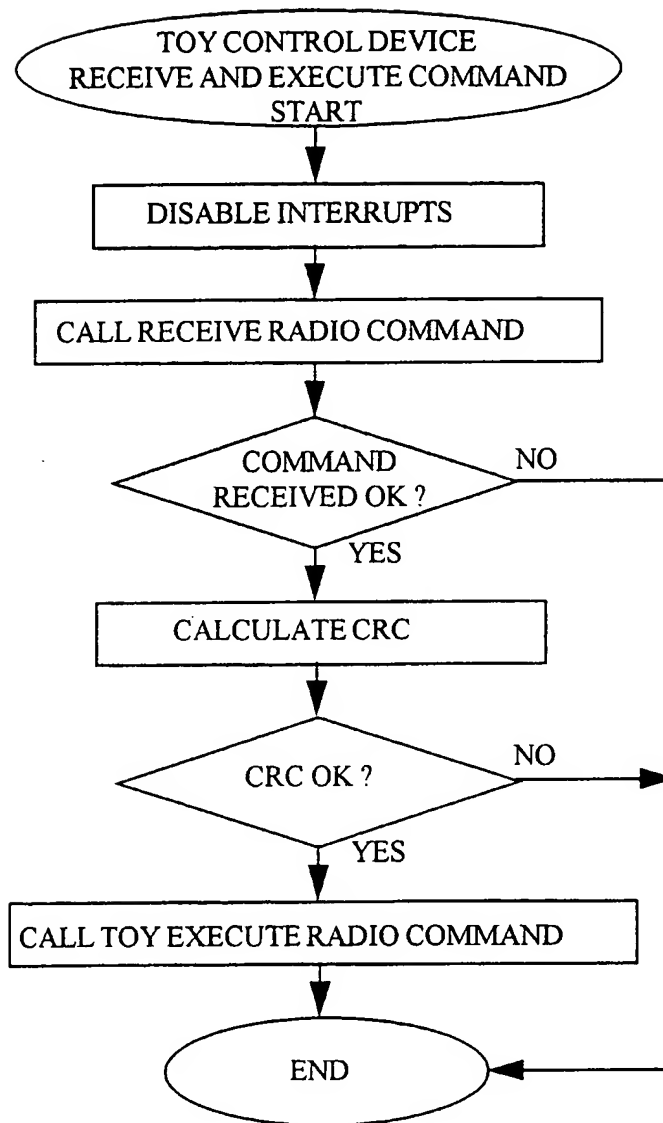 TOY CONTROL DEVICE
RECEIVE AND EXECUTE COMMAND
START
DISABLE INTERRUPTS
CALL RECEIVE RADIO COMMAND
COMMAND
RECEIVED OK ?
NO
YES
CALCULATE CRC
CRC OK ?
NO
YES
CALL TOY EXECUTE RADIO COMMAND
END